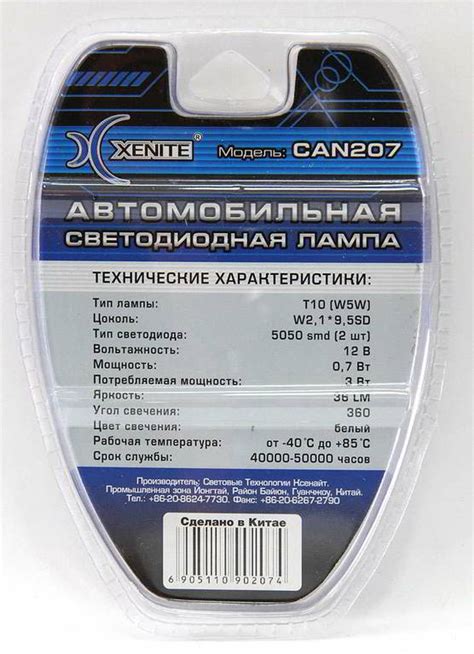 XENITE®
Модель: CAN207
АВТОМОБИЛЬНАЯ
СВЕТОДИОДНАЯ ЛАМПА
ТЕХНИЧЕСКИЕ ХАРАКТЕРИСТИКИ:
Тип лампы: T10 (W5W)
Цоколь: W2,1*9,5SD
Тип светодиода: 5050 smd (2 шт)
Вольтажность: 12 В
Мощность: 0,7 Вт
Потребляемая мощность: 3 Вт
Яркость: 36 LM
Угол свечения: 360
Цвет свечения: белый
Рабочая температура: от -40˚C до +85˚C
Срок службы: 40000-50000 часов
Производитель: Световые Технологии Ксенайт.
Промышленная зона Йонгтай, Район Байюн, Гуанчжоу, Китай.
Тел.: +86-20-8624-7730. Факс: +86-20-6267-2790
Сделано в Китае
6 905110 902074